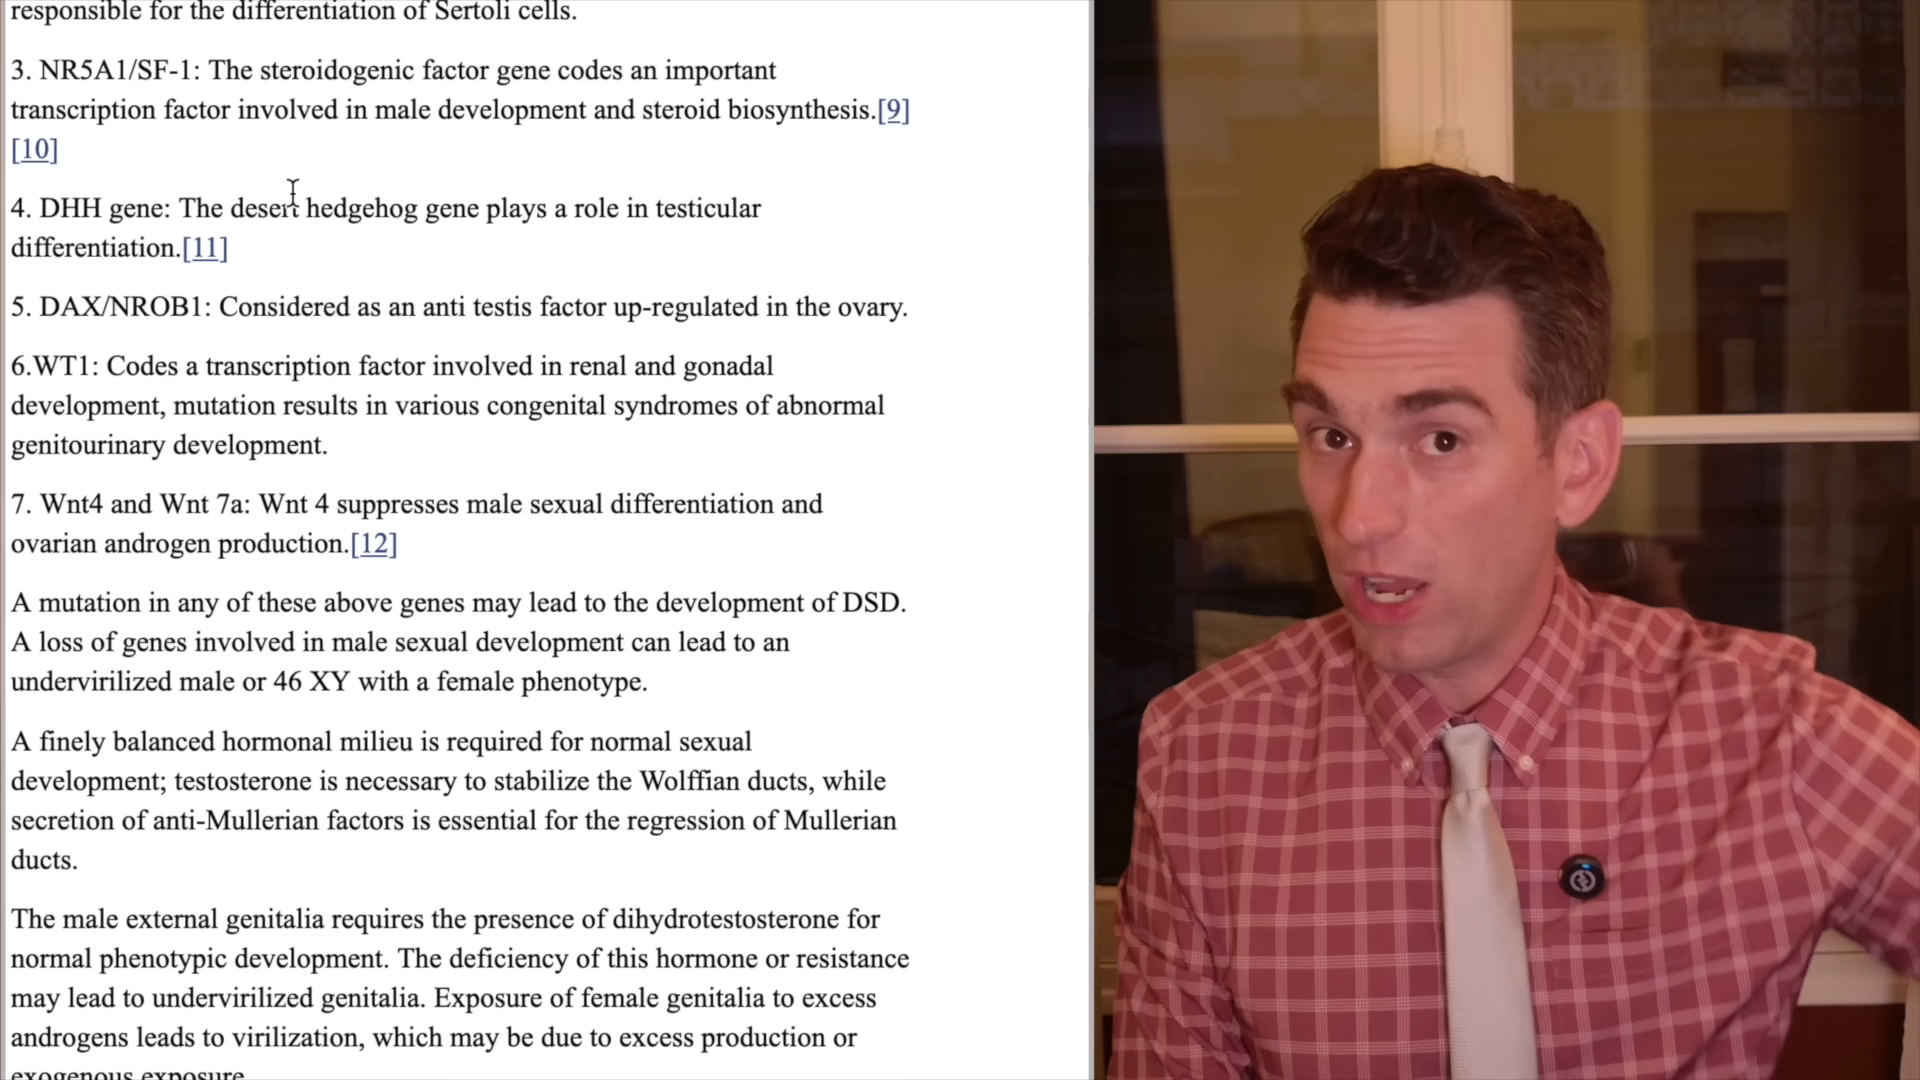 responsible for the differentiation of Sertoli cells.
3. NR5A1/SF-1: The steroidogenic factor gene codes an important
transcription factor involved in male development and steroid biosynthesis.[9]
[10]
4. DHH gene: The desert hedgehog gene plays a role in testicular
differentiation.[11]
5. DAX/NROB1: Considered as an anti testis factor up-regulated in the ovary.
6.WT1: Codes a transcription factor involved in renal and gonadal
development, mutation results in various congenital syndromes of abnormal
genitourinary development.
7. Wnt4 and Wnt 7a: Wnt 4 suppresses male sexual differentiation and
ovarian androgen production.[12]
A mutation in any of these above genes may lead to the development of DSD.
A loss of genes involved in male sexual development can lead to an
undervirilized male or 46 XY with a female phenotype.
A finely balanced hormonal milieu is required for normal sexual
development; testosterone is necessary to stabilize the Wolffian ducts, while
secretion of anti-Mullerian factors is essential for the regression of Mullerian
ducts.
The male external genitalia requires the presence of dihydrotestosterone for
normal phenotypic development. The deficiency of this hormone or resistance
may lead to undervirilized genitalia. Exposure of female genitalia to excess
androgens leads to virilization, which may be due to excess production or
exogenous exposure.